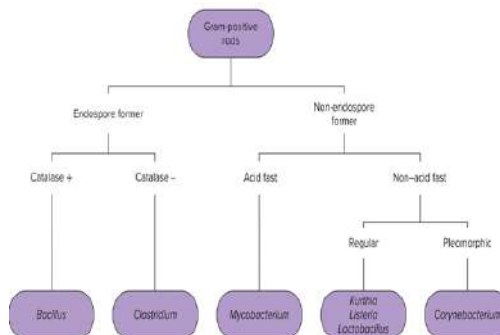 Gram-positive
rods
Endospore former
Non-endospore
former
Catalase +
Catalase –
Acid fast
Non–acid fast
Regular
Pleomorphic
Bacillus
Clostridium
Mycobacterium
Kurthia
Listeria
Lactobacillus
Corynebacterium